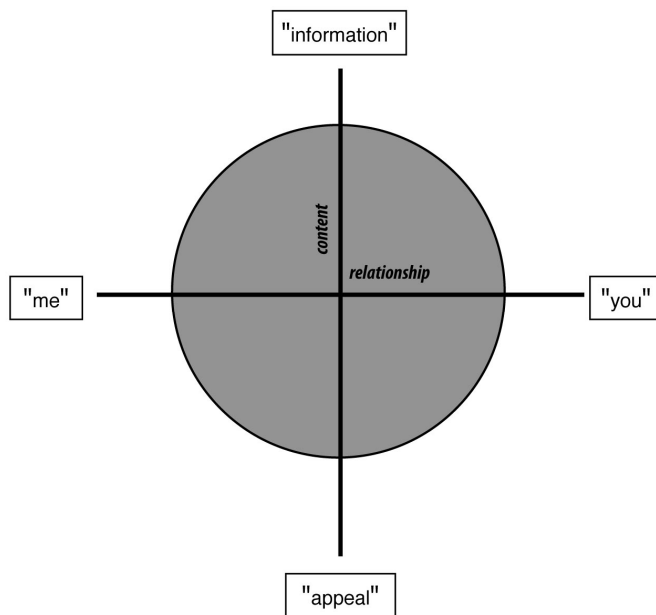 "information"
content
relationship
"me"
"you"
"appeal"